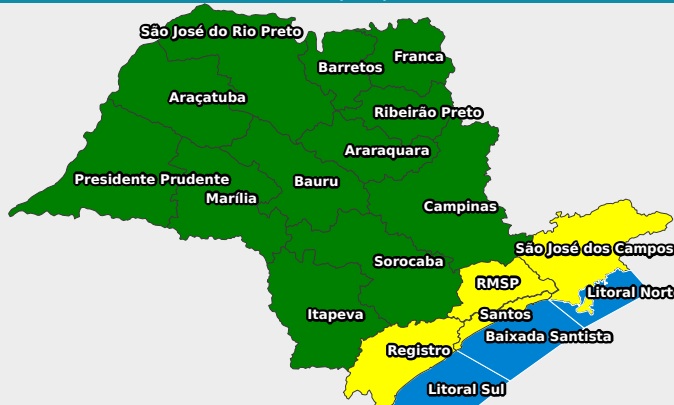 São José do Rio Preto
Franca
Barretos
Araçatuba
Ribeirão Preto
Araraquara
Presidente Prudente
Bauru
Marília
Campinas
São José dos Campos
Sorocaba
RMSP
Litoral Nort
Itapeva
Santos
Baixada Santista
Registro
Litoral Sul